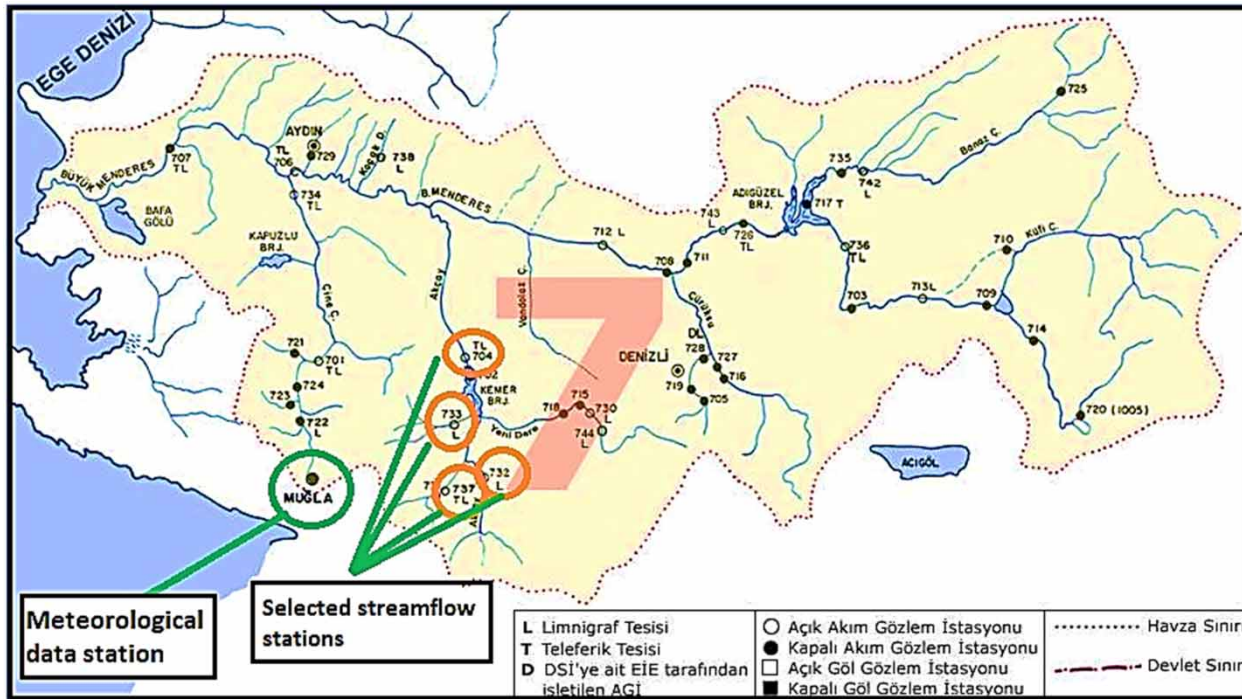 EGE DENİZİ
BÜYÜK MENDERES
707
TL
BAFA
GÖLÜ
AYDIN
729
TL
706
734
TL
Koçak D.
738
L
KAPUZLU
BRJ.
Çine Ç.
B. MENDERES
Akçay
712 L
Vandalaz Ç.
708
711
743
L
726
TL
ADIGÜZEL
BRJ.
717 T
735
742
L
Banaz Ç.
725
736
TL
703
713L
709
710
Küfi Ç.
714
720 (1005)
ACIGÖL
7
Çürüksu
DL
728
727
716
DENİZLİ
719
705
721
701
TL
724
723
722
L
MUĞLA
TL
704
KEMER
BRJ.
733
L
Yeni Dere
718
715
730
L
744
L
732
L
737
TL
Meteorological
data station
Selected streamflow
stations
L Limnigraf Tesisi
T Teleferik Tesisi
D DSİ'ye ait EİE tarafından
işletilen AGİ
Açık Akım Gözlem İstasyonu
Kapalı Akım Gözlem İstasyonu
Açık Göl Gözlem İstasyonu
Kapalı Göl Gözlem İstasyonu
Havza Sınırı
Devlet Sınır